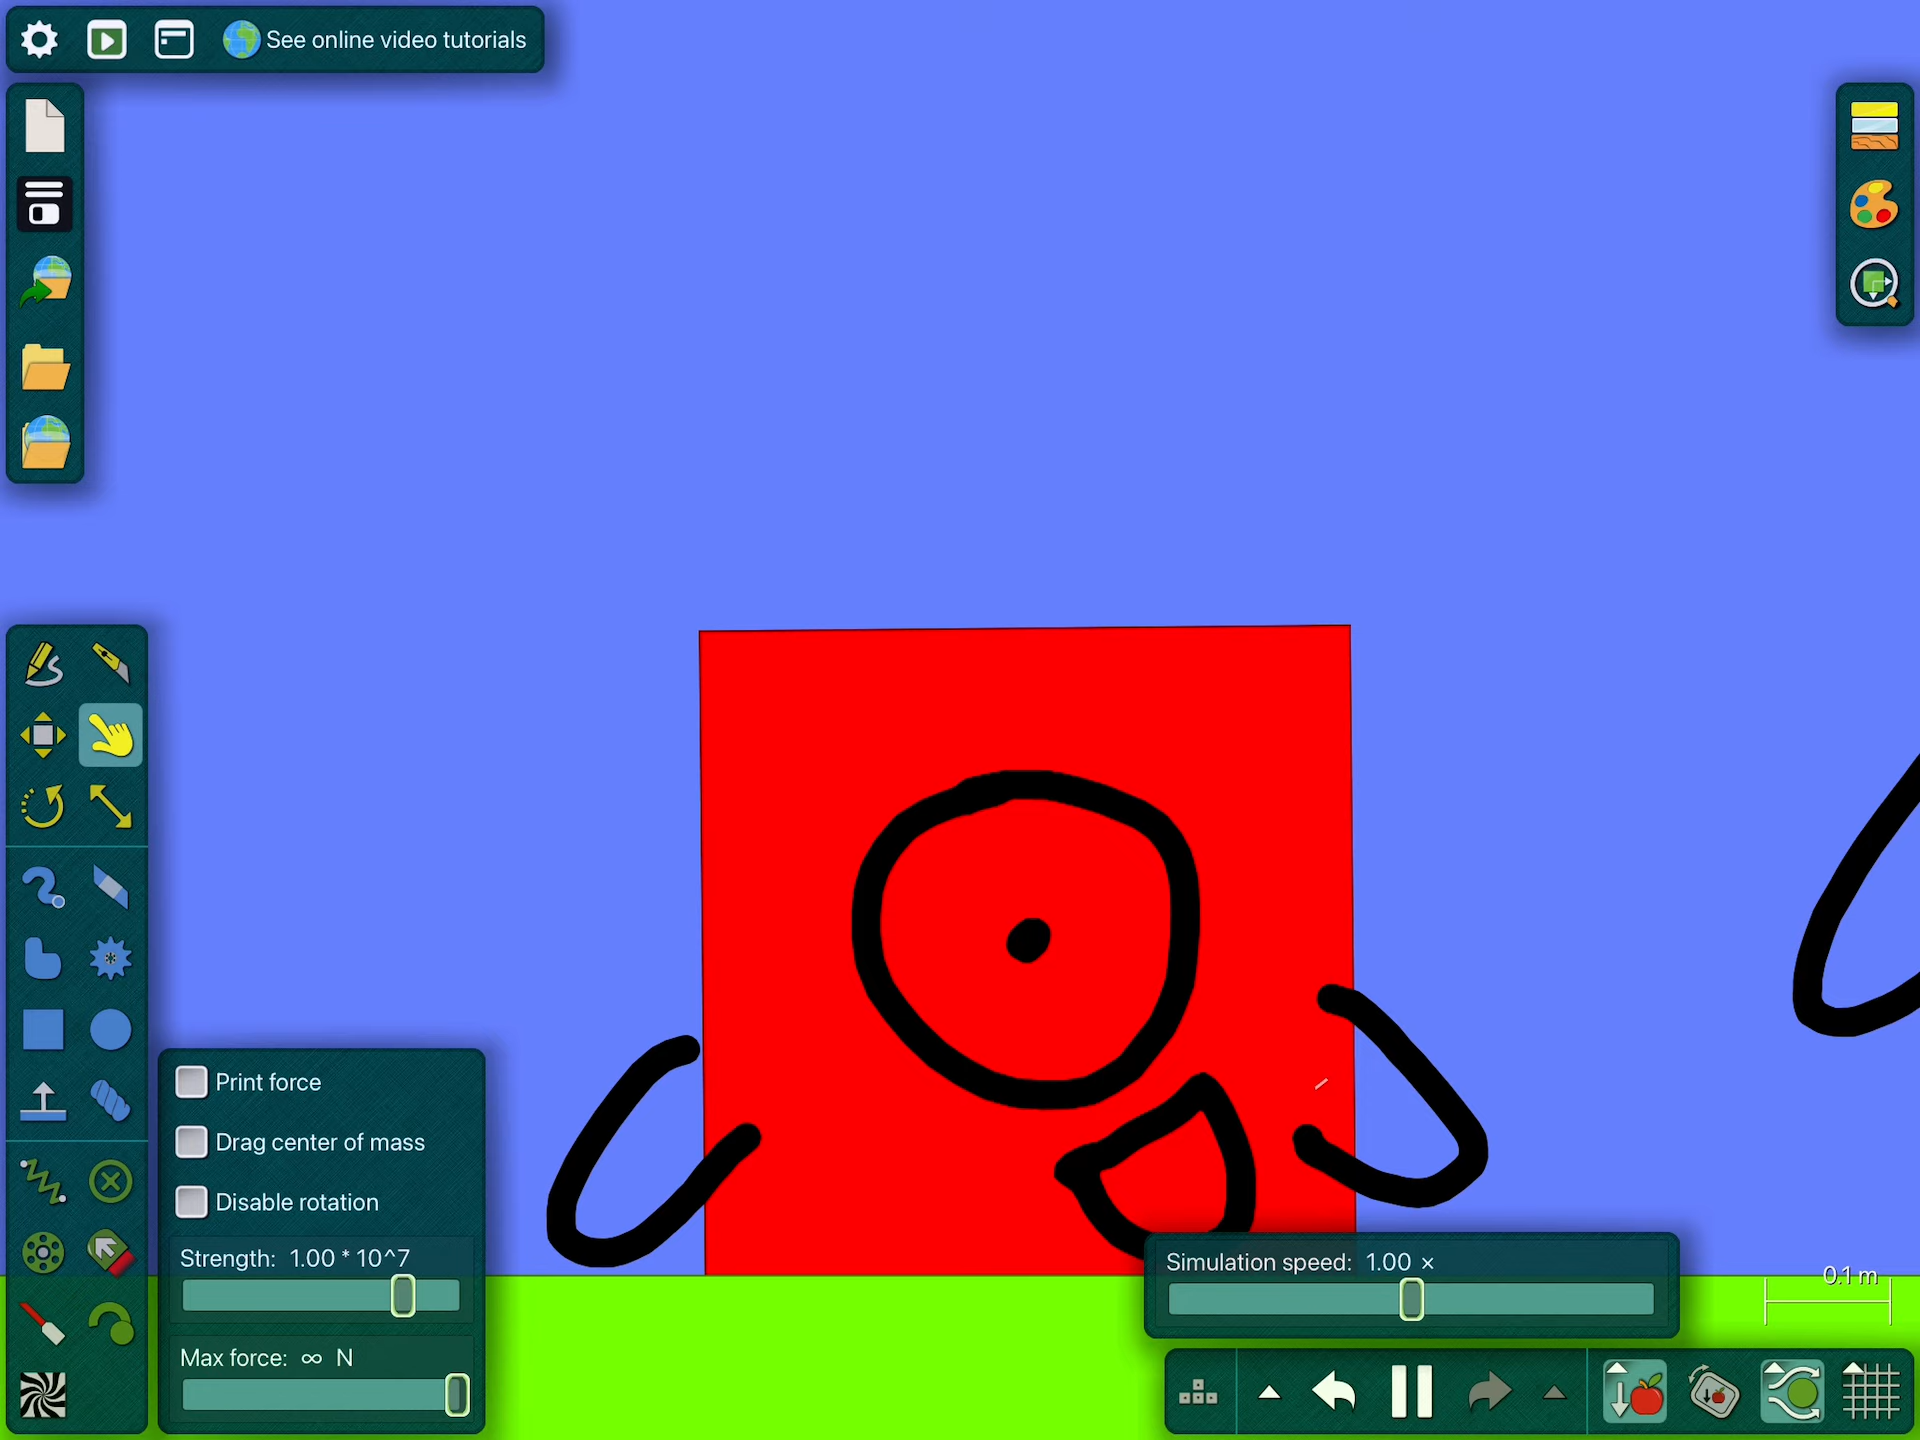 See online video tutorials
Print force
Drag center of mass
Disable rotation
Strength: 1.00 * 10^7
Max force: ∞ N
Simulation speed: 1.00 ×
0.1 m